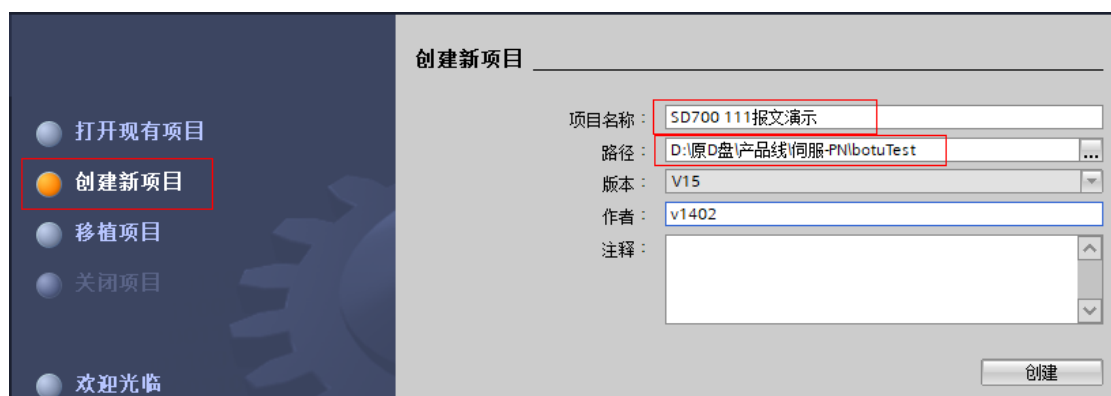 创建新项目
打开现有项目
创建新项目
移植项目
关闭项目
欢迎光临
项目名称： SD700 111报文演示
路径： D:\原D盘\产品线\伺服-PN\botuTest ...
版本： V15
作者： v1402
注释：
创建